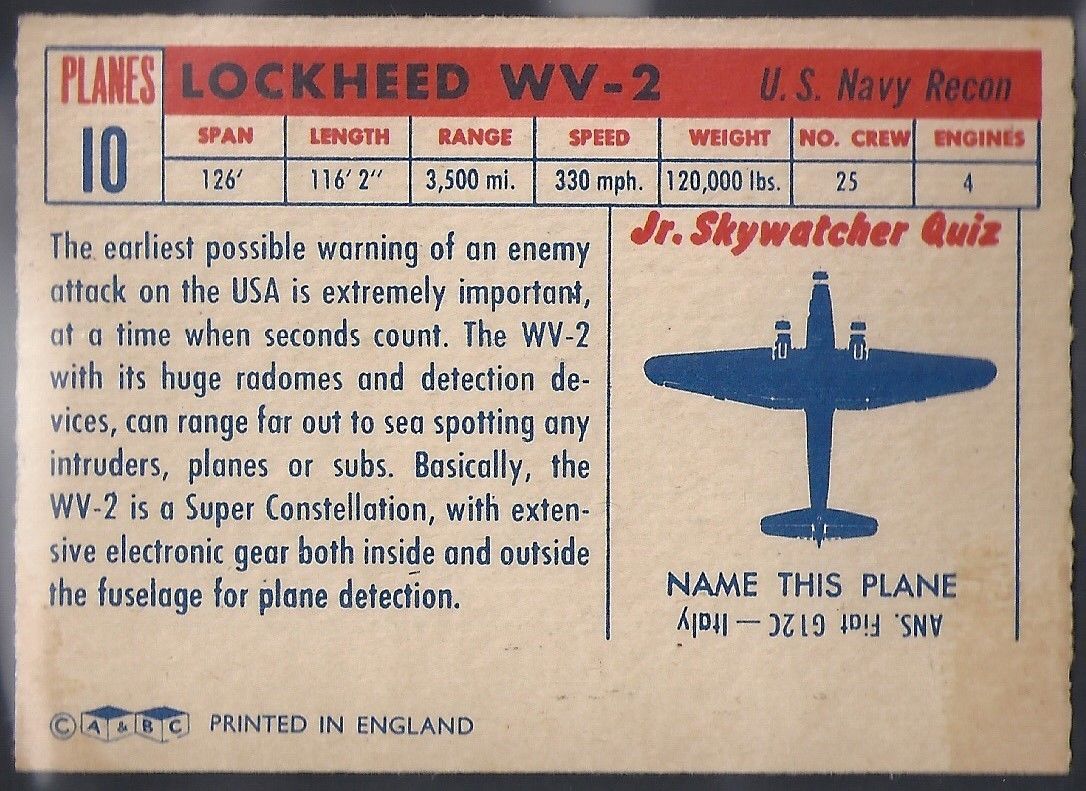 PLANES
10
LOCKHEED WV-2 U. S. Navy Recon
SPAN LENGTH RANGE SPEED WEIGHT NO. CREW ENGINES
126' 116' 2" 3,500 mi. 330 mph. 120,000 lbs. 25 4
The earliest possible warning of an enemy
attack on the USA is extremely important,
at a time when seconds count. The WV-2
with its huge radomes and detection de-
vices, can range far out to sea spotting any
intruders, planes or subs. Basically, the
WV-2 is a Super Constellation, with exten-
sive electronic gear both inside and outside
the fuselage for plane detection.
Jr. Skywatcher Quiz
NAME THIS PLANE
ANS. Fiat G12C — Italy
© A & B C PRINTED IN ENGLAND